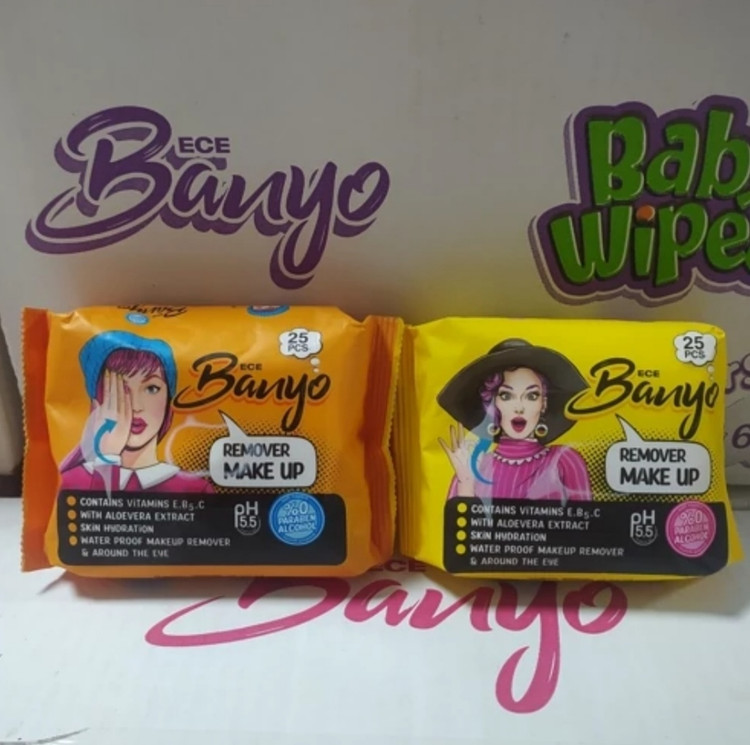 ECE
Banyo
Baby
Wipes
25
PCS
ECE
Banyo
REMOVER
MAKE UP
CONTAINS VITAMINS E.B5.C
WITH ALOEVERA EXTRACT
SKIN HYDRATION
WATER PROOF MAKEUP REMOVER
& AROUND THE EYE
pH
5.5
%0
PARABEN
ALCOHOL
25
PCS
ECE
Banyo
REMOVER
MAKE UP
CONTAINS VITAMINS E.B5.C
WITH ALOEVERA EXTRACT
SKIN HYDRATION
WATER PROOF MAKEUP REMOVER
& AROUND THE EYE
pH
5.5
%0
PARABEN
ALCOHOL
ECE
Banyo